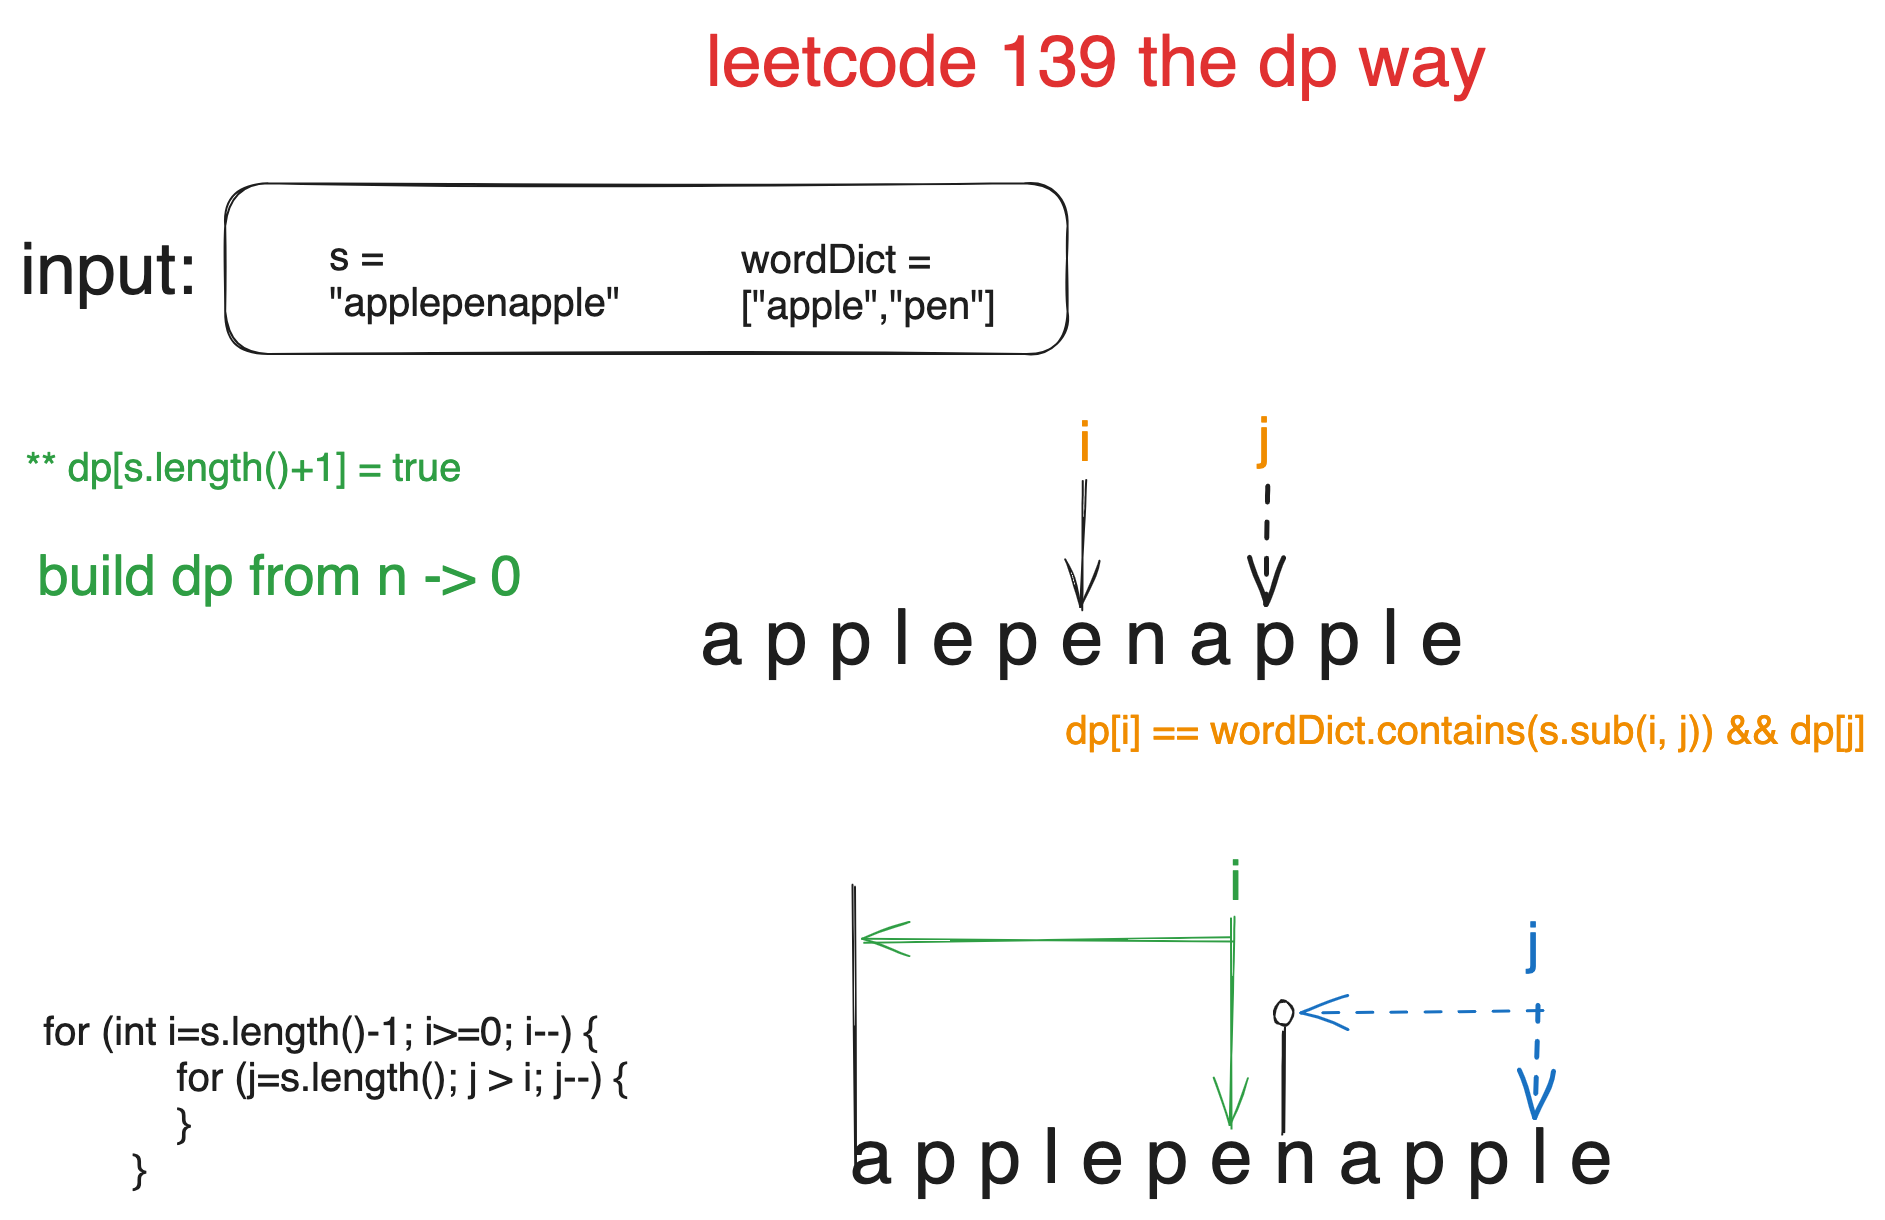 leetcode 139 the dp way
input:
s =
"applepenapple"
wordDict =
["apple","pen"]
** dp[s.length()+1] = true
build dp from n -> 0
i
j
a p p l e p e n a p p l e
dp[i] == wordDict.contains(s.sub(i, j)) && dp[j]
for (int i=s.length()-1; i>=0; i--) {
for (j=s.length(); j > i; j--) {
}
}
i
j
a p p l e p e n a p p l e